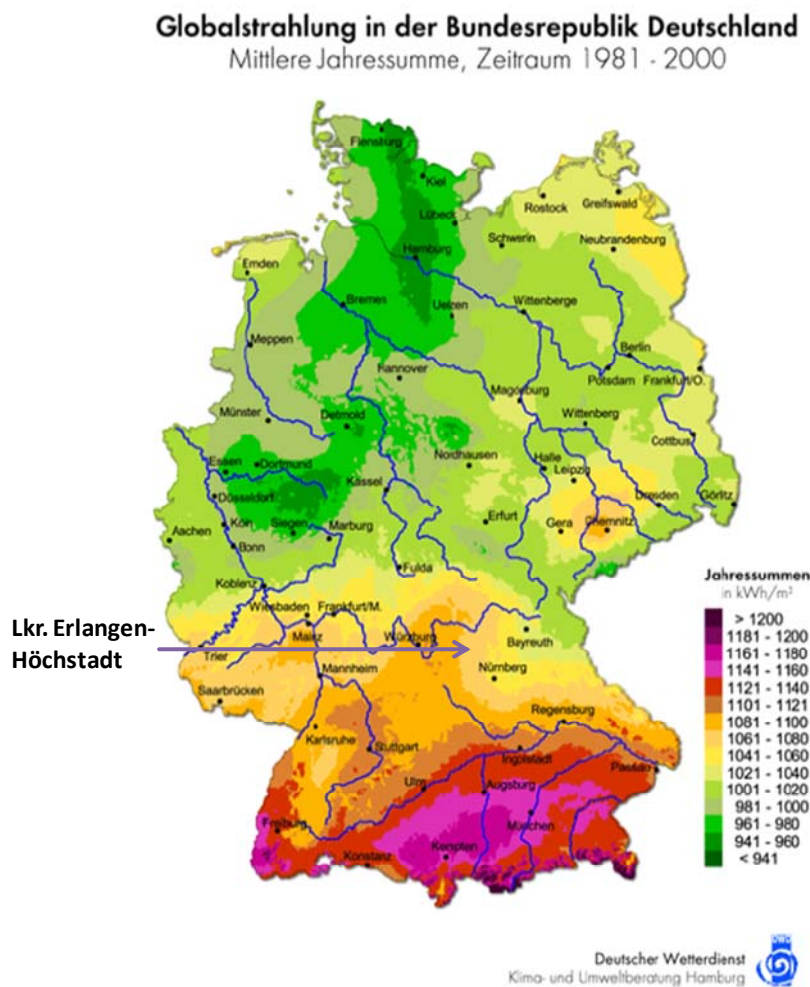 Globalstrahlung in der Bundesrepublik Deutschland
Mittlere Jahressumme, Zeitraum 1981 - 2000
Flensburg
Kiel
Rostock
Greifswald
Lübeck
Schwerin
Neubrandenburg
Hamburg
Emden
Bremen
Uelzen
Wittenberge
Meppen
Berlin
Hannover
Potsdam
Frankfurt/O.
Magdeburg
Münster
Detmold
Wittenberg
Cottbus
Nordhausen
Halle
Essen
Dortmund
Leipzig
Kassel
Düsseldorf
Dresden
Görlitz
Köln
Siegen
Marburg
Erfurt
Gera
Chemnitz
Aachen
Bonn
Fulda
Koblenz
Wiesbaden
Frankfurt/M.
Lkr. Erlangen-
Höchstadt
Mainz
Würzburg
Bayreuth
Trier
Mannheim
Nürnberg
Saarbrücken
Regensburg
Karlsruhe
Stuttgart
Ingolstadt
Passau
Ulm
Augsburg
Freiburg
München
Kempten
Konstanz
Jahressummen
in kWh/m²
> 1200
1181 - 1200
1161 - 1180
1141 - 1160
1121 - 1140
1101 - 1121
1081 - 1100
1061 - 1080
1041 - 1060
1021 - 1040
1001 - 1020
981 - 1000
961 - 980
941 - 960
< 941
Deutscher Wetterdienst
Klima- und Umweltberatung Hamburg